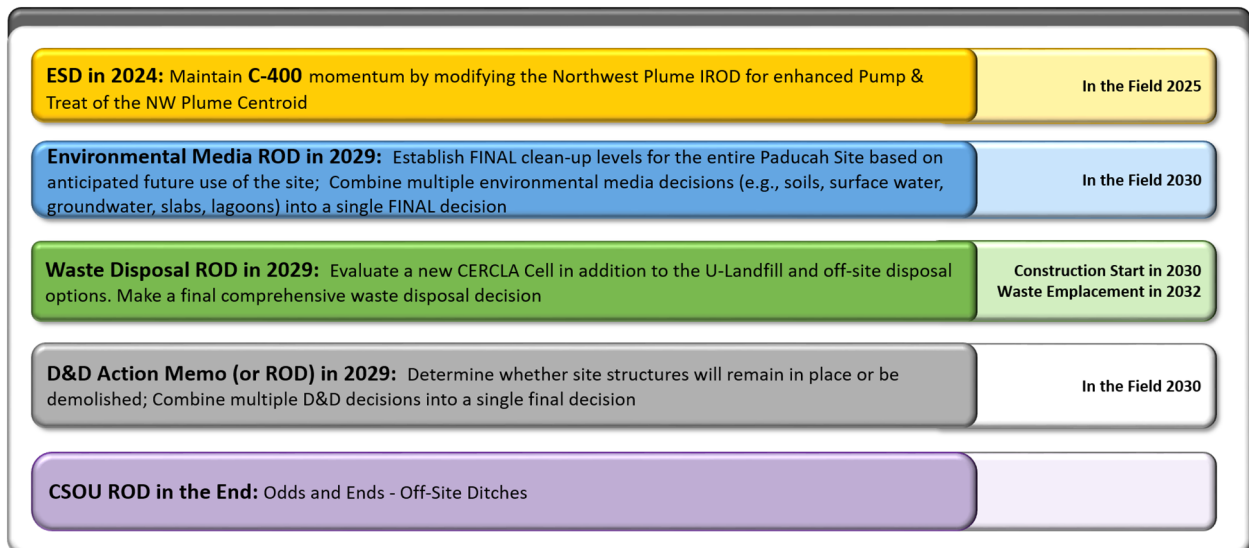 ESD in 2024: Maintain C-400 momentum by modifying the Northwest Plume IROD for enhanced Pump &
Treat of the NW Plume Centroid
In the Field 2025
Environmental Media ROD in 2029: Establish FINAL clean-up levels for the entire Paducah Site based on
anticipated future use of the site; Combine multiple environmental media decisions (e.g., soils, surface water,
groundwater, slabs, lagoons) into a single FINAL decision
In the Field 2030
Waste Disposal ROD in 2029: Evaluate a new CERCLA Cell in addition to the U-Landfill and off-site disposal
options. Make a final comprehensive waste disposal decision
Construction Start in 2030
Waste Emplacement in 2032
D&D Action Memo (or ROD) in 2029: Determine whether site structures will remain in place or be
demolished; Combine multiple D&D decisions into a single final decision
In the Field 2030
CSOU ROD in the End: Odds and Ends - Off-Site Ditches